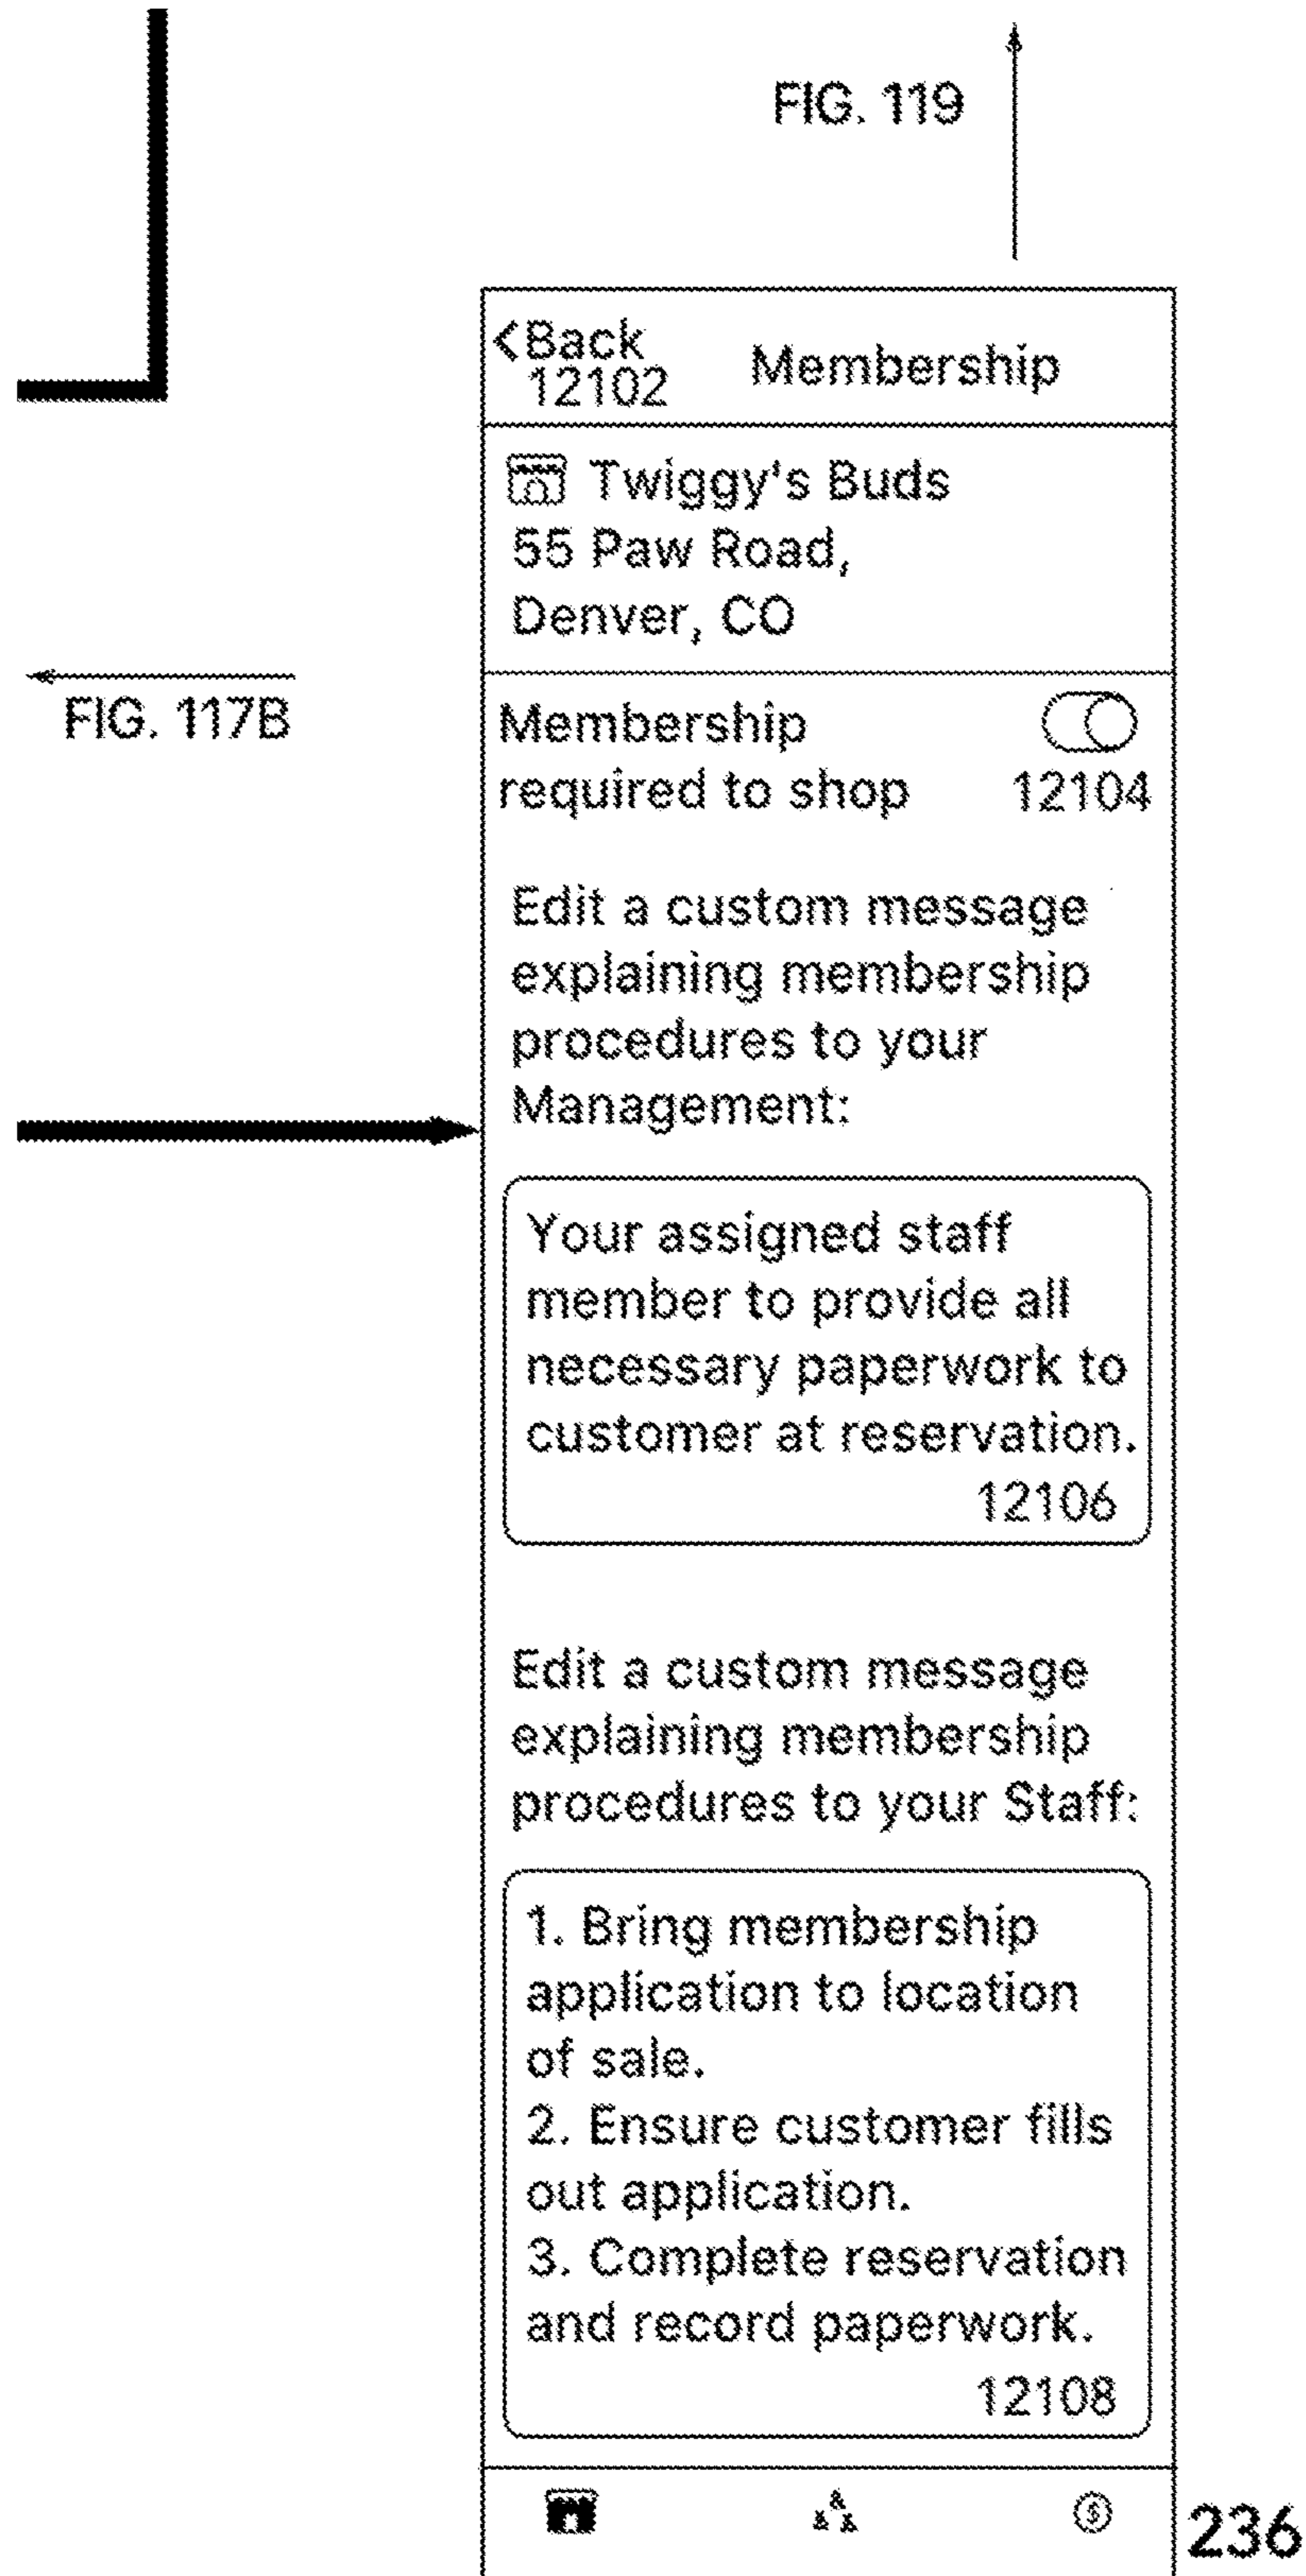 FIG. 119
<Back
12102
Membership
Twiggy's Buds
55 Paw Road,
Denver, CO
FIG. 117B
Membership
required to shop
12104
Edit a custom message
explaining membership
procedures to your
Management:
Your assigned staff
member to provide all
necessary paperwork to
customer at reservation.
12106
Edit a custom message
explaining membership
procedures to your Staff:
1. Bring membership
application to location
of sale.
2. Ensure customer fills
out application.
3. Complete reservation
and record paperwork.
12108
$
236